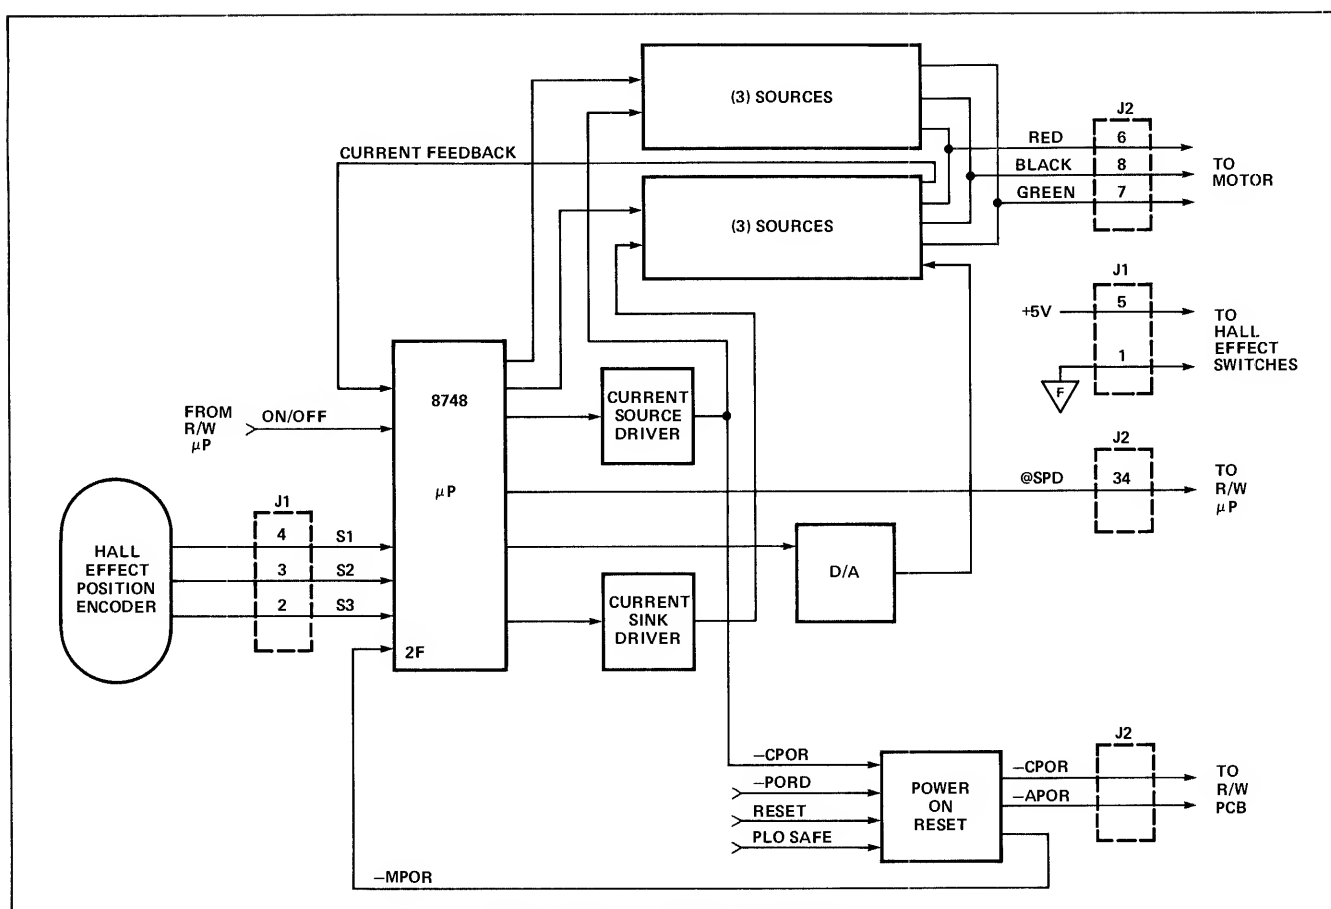 (3) SOURCES
J2
RED 6
BLACK 8
GREEN 7
TO
MOTOR
CURRENT FEEDBACK
(3) SOURCES
J1
+5V 5
1
F
TO
HALL
EFFECT
SWITCHES
8748
μP
2F
FROM
R/W
μP
ON/OFF
CURRENT
SOURCE
DRIVER
J2
@SPD 34
TO
R/W
μP
HALL
EFFECT
POSITION
ENCODER
J1
4 S1
3 S2
2 S3
D/A
CURRENT
SINK
DRIVER
–CPOR
–PORD
RESET
PLO SAFE
POWER
ON
RESET
J2
–CPOR
–APOR
TO
R/W
PCB
–MPOR